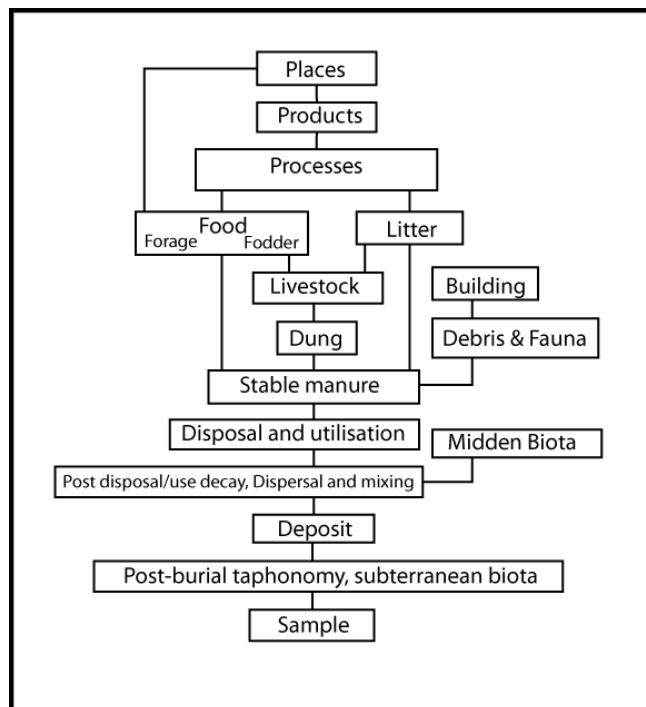 Places
Products
Processes
Food
Forage Fodder
Litter
Livestock
Building
Dung
Debris & Fauna
Stable manure
Disposal and utilisation
Midden Biota
Post disposal/use decay, Dispersal and mixing
Deposit
Post-burial taphonomy, subterranean biota
Sample